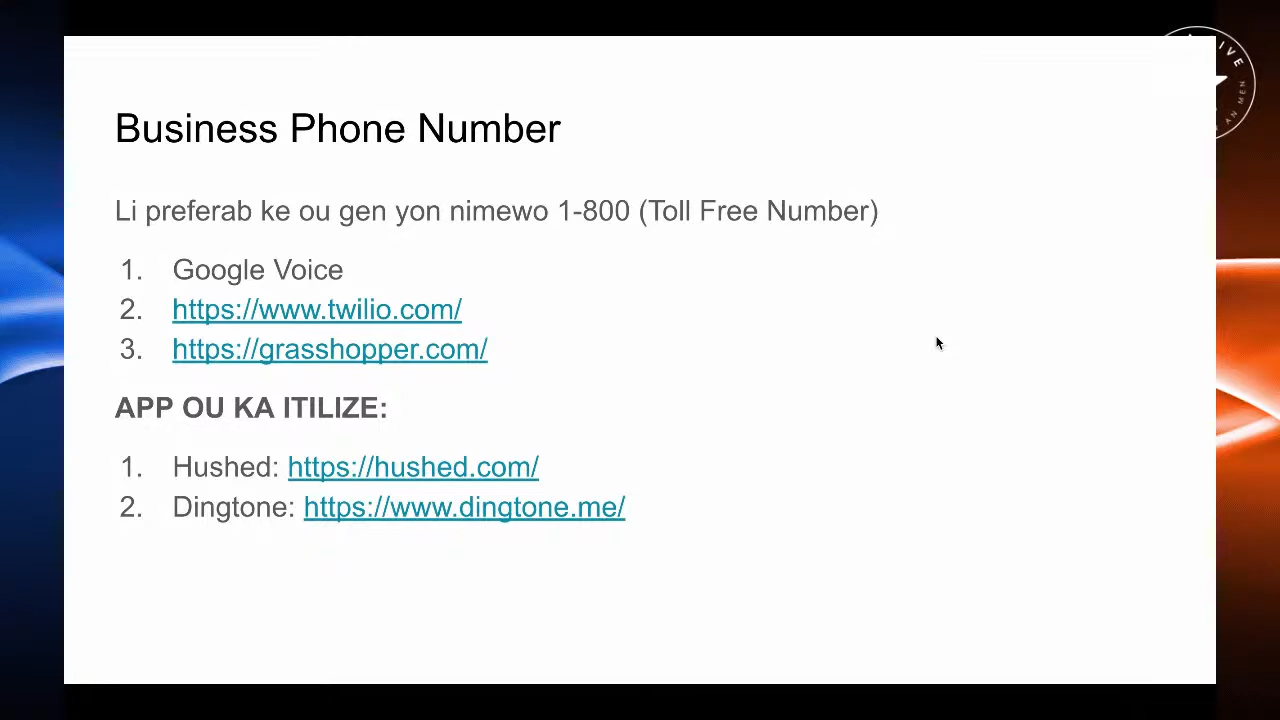 Business Phone Number
Li preferab ke ou gen yon nimewo 1-800 (Toll Free Number)
1. Google Voice
2. https://www.twilio.com/
3. https://grasshopper.com/
APP OU KA ITILIZE:
1. Hushed: https://hushed.com/
2. Dingtone: https://www.dingtone.me/